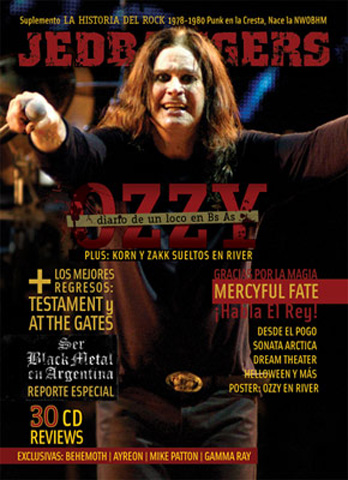 Suplemento LA HISTORIA DEL ROCK 1978-1980 Punk en la Cresta, Nace la NWOBHM
JEDBANGERS
OZZY
diario de un loco en Bs As
PLUS: KORN Y ZAKK SUELTOS EN RIVER
+ LOS MEJORES
REGRESOS:
TESTAMENT y
AT THE GATES
Ser
Black Metal
en Argentina
REPORTE ESPECIAL
30 CD
REVIEWS
GRACIAS POR LA MAGIA
MERCYFUL FATE
¡Habla El Rey!
DESDE EL POGO
SONATA ARCTICA
DREAM THEATER
HELLOWEEN Y MÁS
POSTER: OZZY EN RIVER
EXCLUSIVAS: BEHEMOTH | AYREON | MIKE PATTON | GAMMA RAY